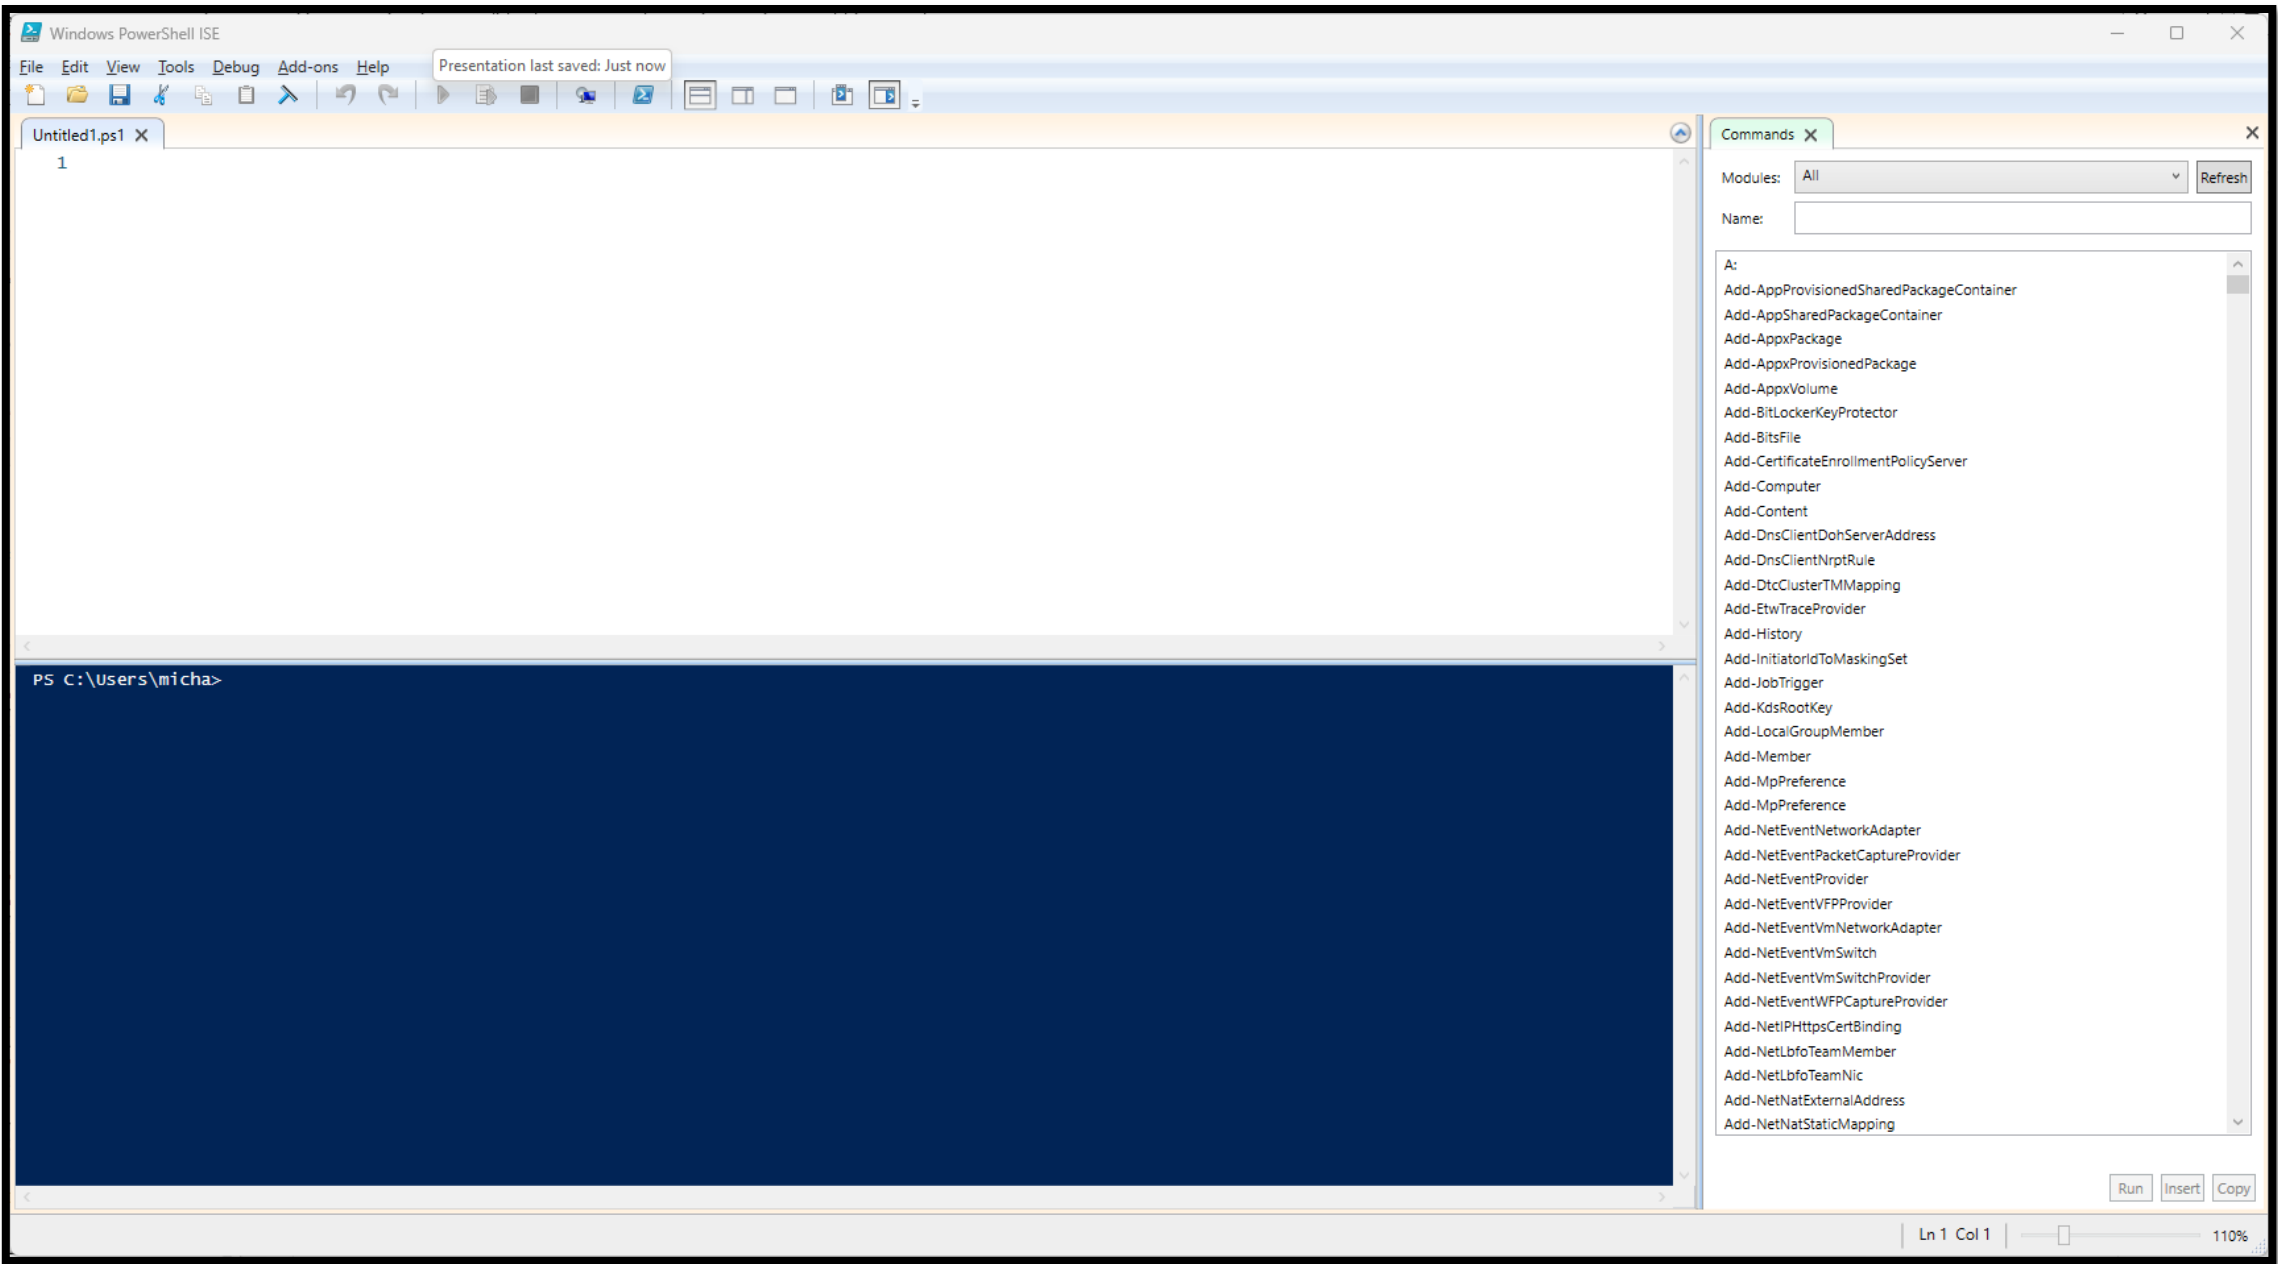 Windows PowerShell ISE
File Edit View Tools Debug Add-ons Help
Presentation last saved: Just now
Untitled1.ps1
1
PS C:\Users\micha>
Commands
Modules: All Refresh
Name:
A:
Add-AppProvisionedSharedPackageContainer
Add-AppSharedPackageContainer
Add-AppxPackage
Add-AppxProvisionedPackage
Add-AppxVolume
Add-BitLockerKeyProtector
Add-BitsFile
Add-CertificateEnrollmentPolicyServer
Add-Computer
Add-Content
Add-DnsClientDohServerAddress
Add-DnsClientNrptRule
Add-DtcClusterTMMapping
Add-EtwTraceProvider
Add-History
Add-InitiatorIdToMaskingSet
Add-JobTrigger
Add-KdsRootKey
Add-LocalGroupMember
Add-Member
Add-MpPreference
Add-MpPreference
Add-NetEventNetworkAdapter
Add-NetEventPacketCaptureProvider
Add-NetEventProvider
Add-NetEventVFPProvider
Add-NetEventVmNetworkAdapter
Add-NetEventVmSwitch
Add-NetEventVmSwitchProvider
Add-NetEventWFPCaptureProvider
Add-NetIPHttpsCertBinding
Add-NetLbfoTeamMember
Add-NetLbfoTeamNic
Add-NetNatExternalAddress
Add-NetNatStaticMapping
Run Insert Copy
Ln 1 Col 1 110%